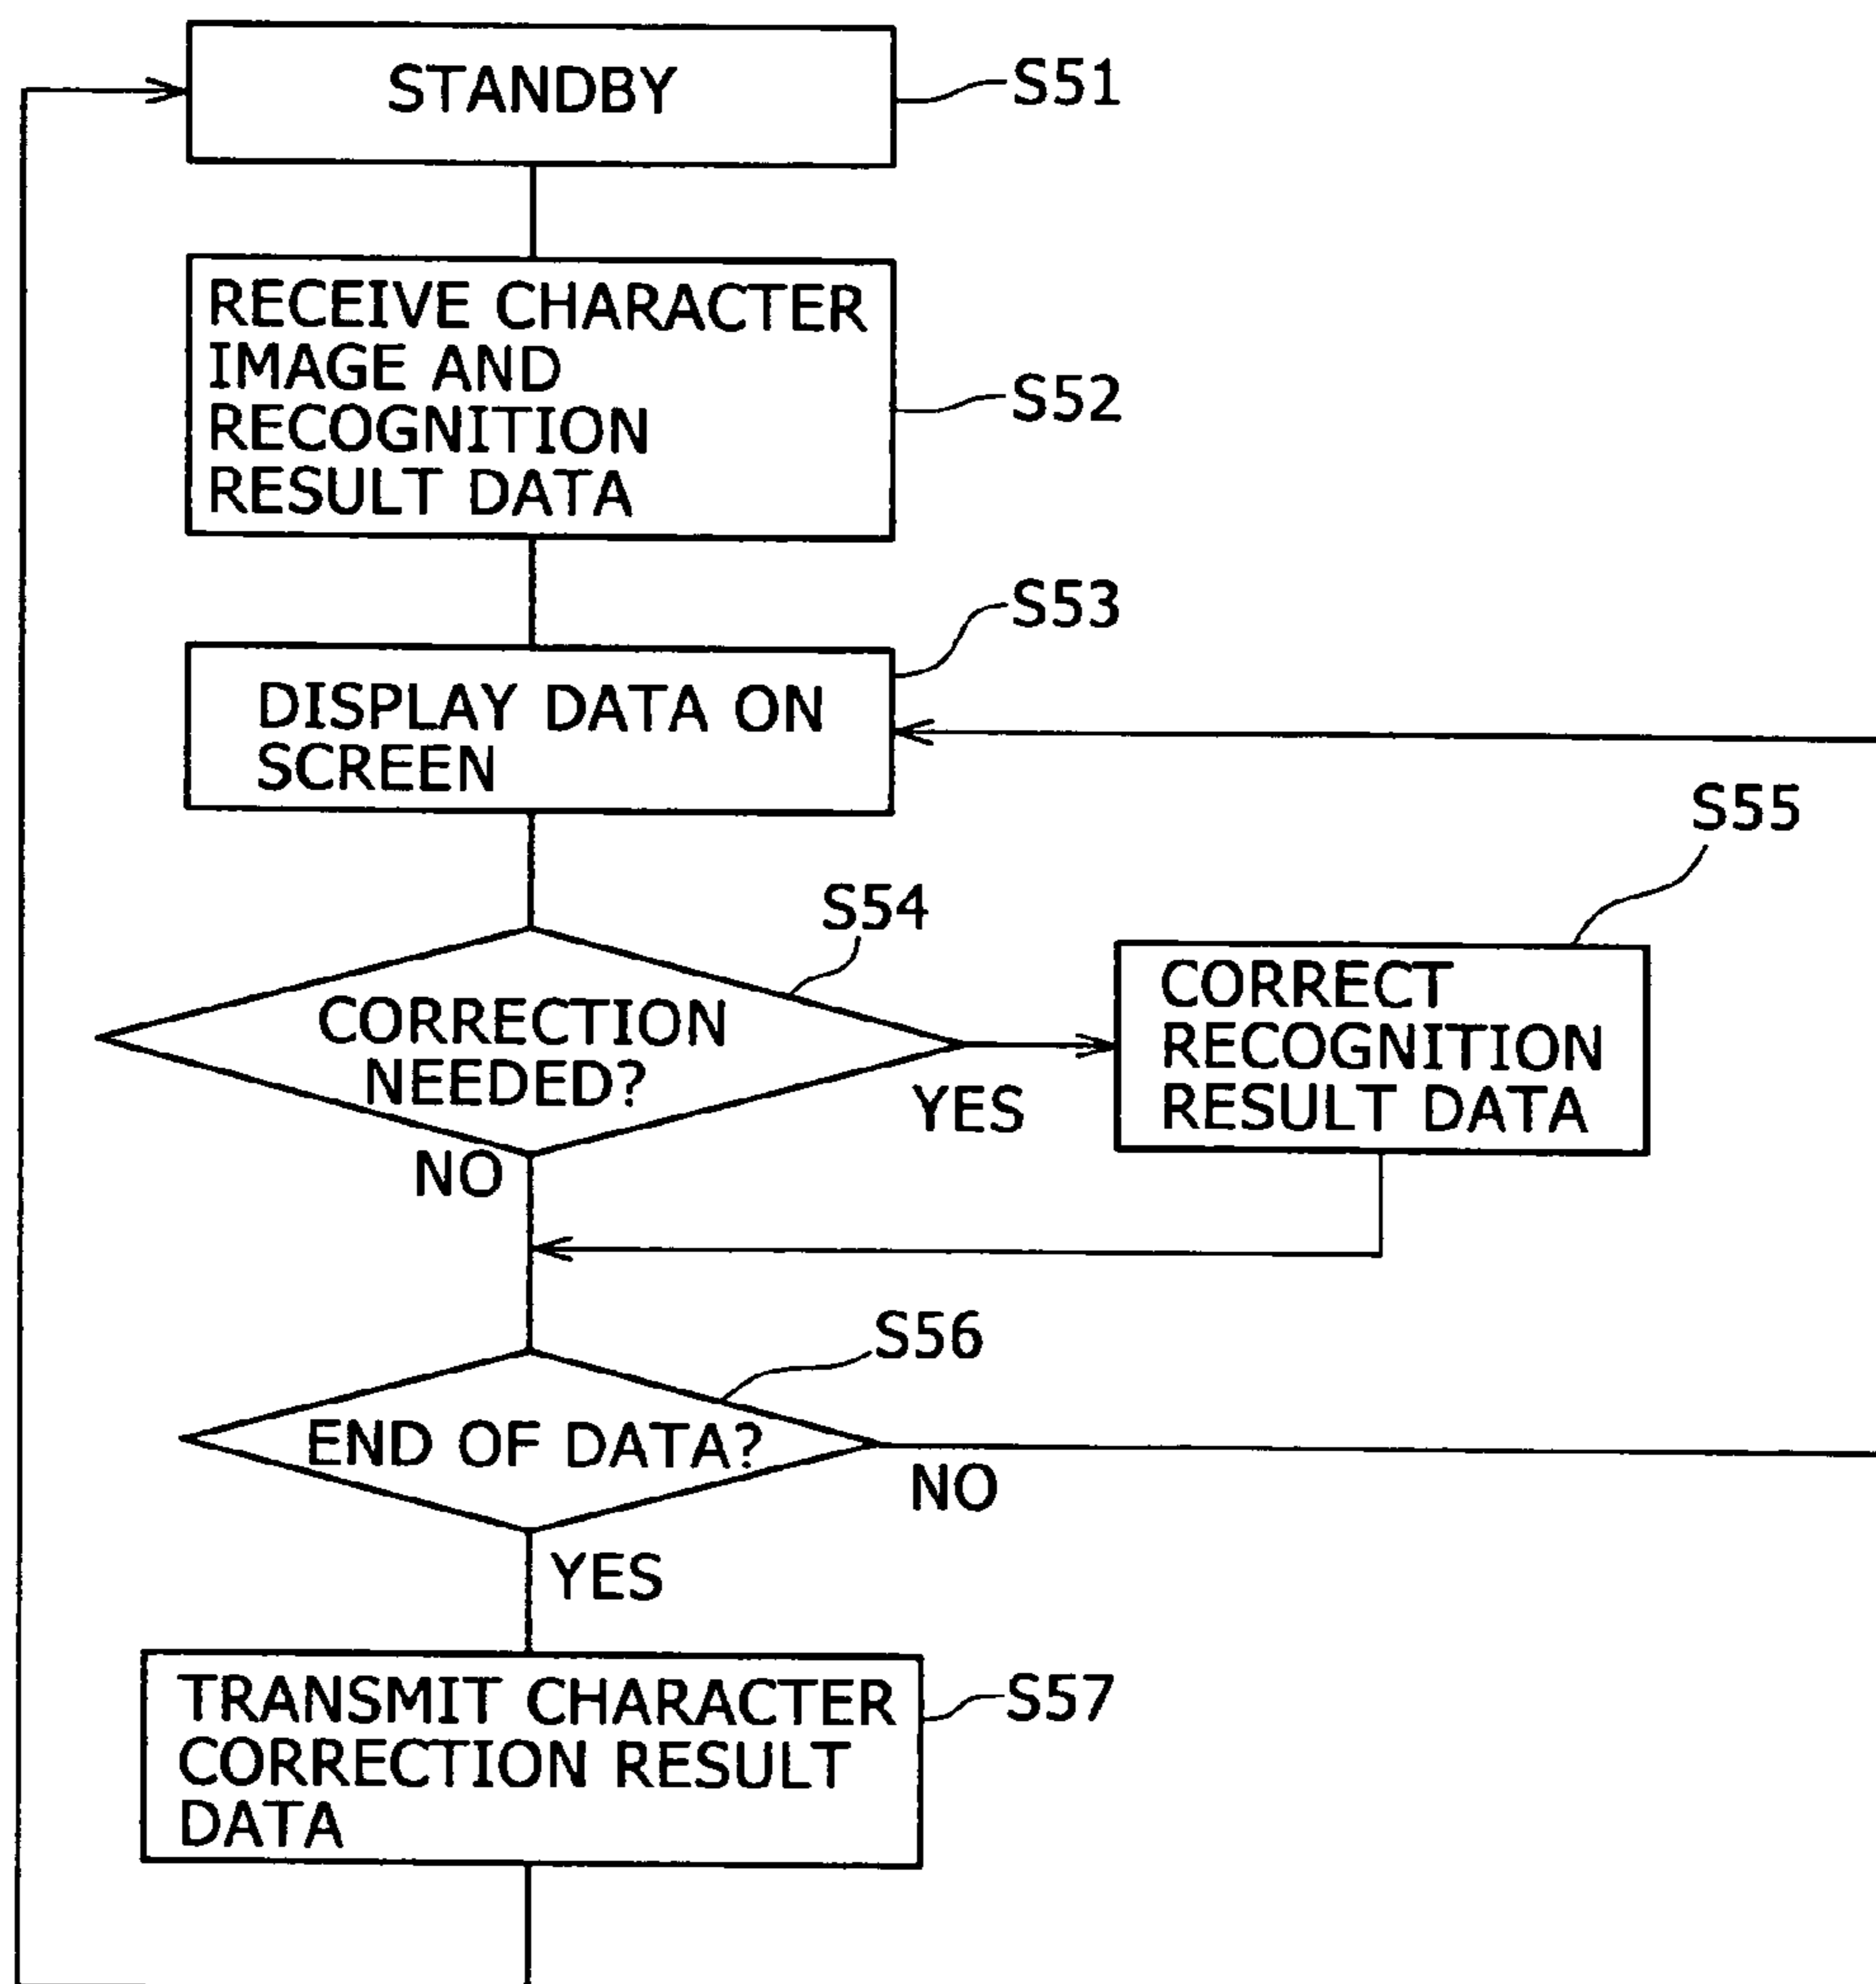 STANDBY
S51
RECEIVE CHARACTER
IMAGE AND
RECOGNITION
RESULT DATA
S52
S53
DISPLAY DATA ON
SCREEN
S54
CORRECTION
NEEDED?
YES
NO
S55
CORRECT
RECOGNITION
RESULT DATA
S56
END OF DATA?
NO
YES
TRANSMIT CHARACTER
CORRECTION RESULT
DATA
S57